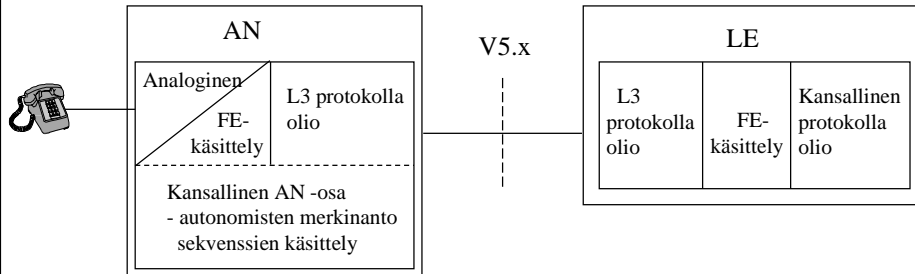 AN
Analoginen
FE-
käsittely
L3 protokolla
olio
Kansallinen AN -osa
- autonomisten merkinanto
sekvenssien käsittely
V5.x
LE
L3
protokolla
olio
FE-
käsittely
Kansallinen
protokolla
olio